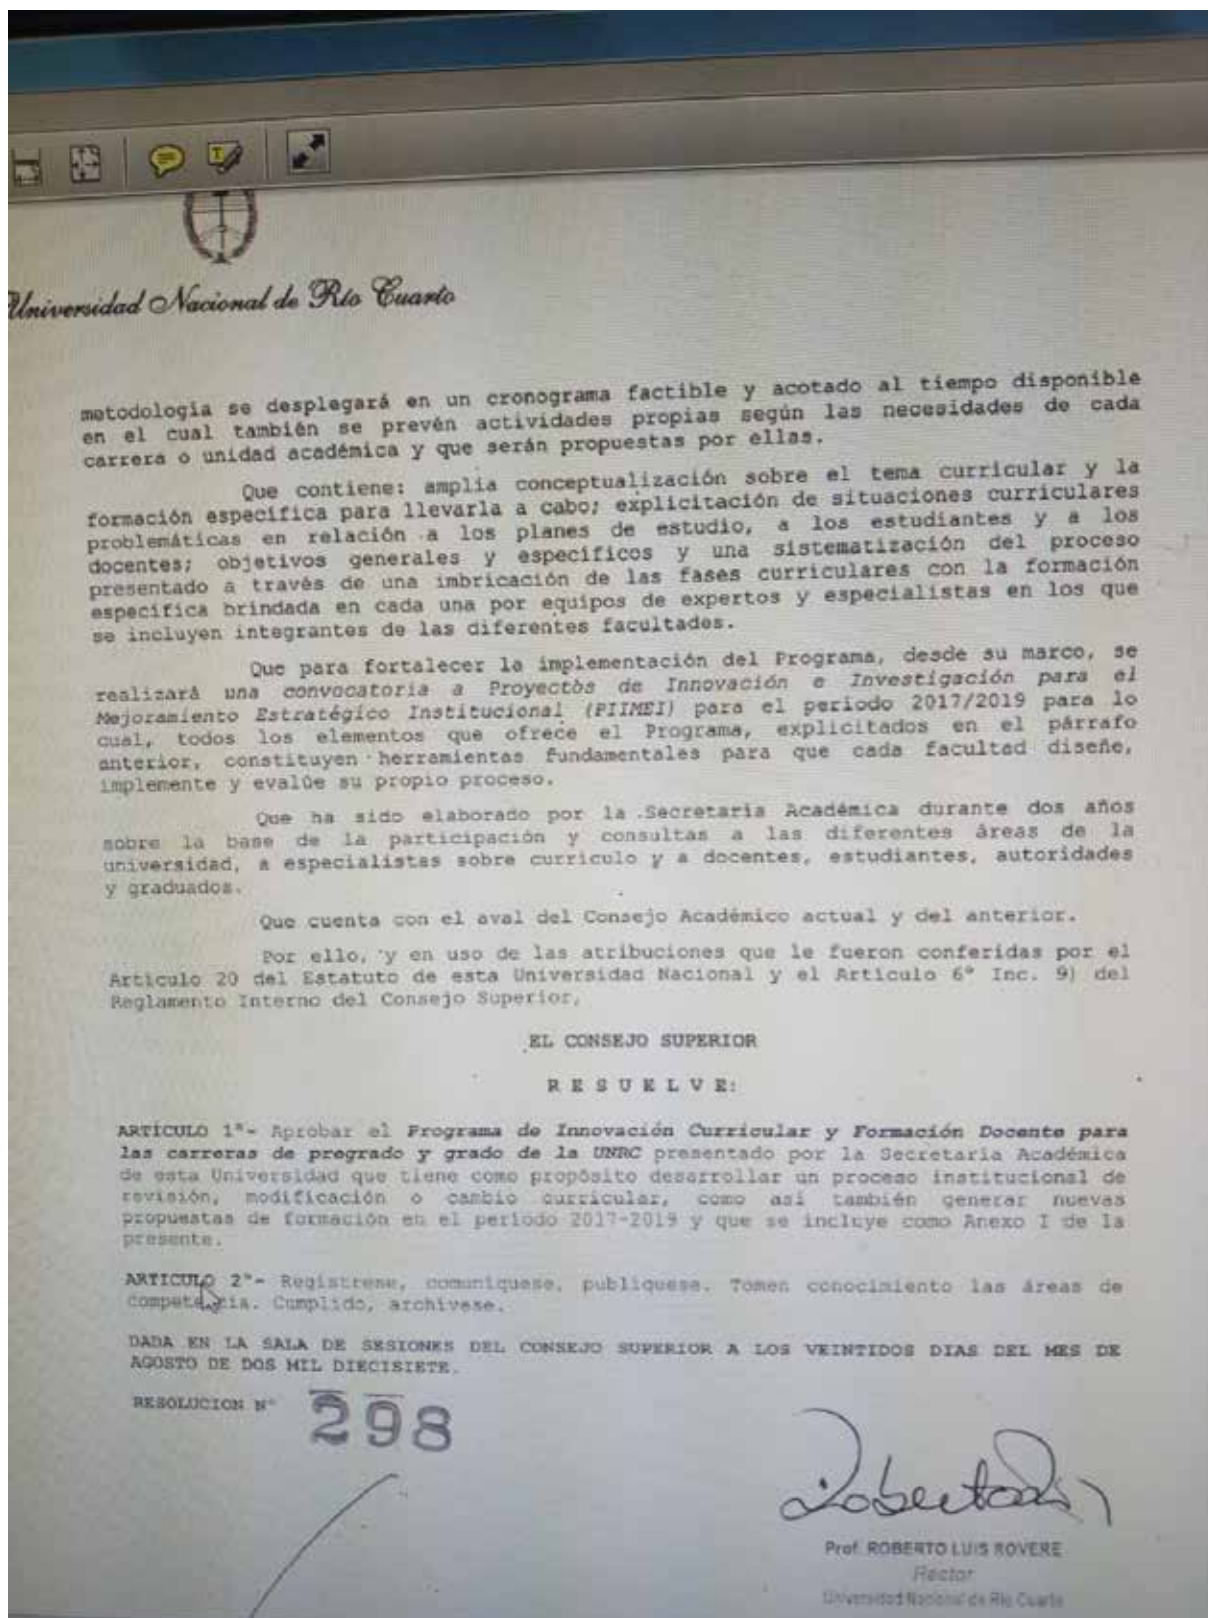 Universidad Nacional de Río Cuarto
metodología se desplegará en un cronograma factible y acotado al tiempo disponible
en el cual también se prevén actividades propias según las necesidades de cada
carrera o unidad académica y que serán propuestas por ellas.
Que contiene: amplia conceptualización sobre el tema curricular y la
formación específica para llevarla a cabo; explicitación de situaciones curriculares
problemáticas en relación a los planes de estudio, a los estudiantes y a los
docentes; objetivos generales y específicos y una sistematización del proceso
presentado a través de una imbricación de las fases curriculares con la formación
específica brindada en cada una por equipos de expertos y especialistas en los que
se incluyen integrantes de las diferentes facultades.
Que para fortalecer la implementación del Programa, desde su marco, se
realizará una convocatoria a Proyectos de Innovación e Investigación para el
Mejoramiento Estratégico Institucional (PIIMEI) para el período 2017/2019 para lo
cual, todos los elementos que ofrece el Programa, explicitados en el párrafo
anterior, constituyen herramientas fundamentales para que cada facultad diseñe,
implemente y evalúe su propio proceso.
Que ha sido elaborado por la Secretaría Académica durante dos años
sobre la base de la participación y consultas a las diferentes áreas de la
universidad, a especialistas sobre currículo y a docentes, estudiantes, autoridades
y graduados.
Que cuenta con el aval del Consejo Académico actual y del anterior.
Por ello, y en uso de las atribuciones que le fueron conferidas por el
Artículo 20 del Estatuto de esta Universidad Nacional y el Artículo 6° Inc. 9) del
Reglamento Interno del Consejo Superior,
EL CONSEJO SUPERIOR
R E S U E L V E:
ARTÍCULO 1°- Aprobar el Programa de Innovación Curricular y Formación Docente para
las carreras de pregrado y grado de la UNRC presentado por la Secretaría Académica
de esta Universidad que tiene como propósito desarrollar un proceso institucional de
revisión, modificación o cambio curricular, como así también generar nuevas
propuestas de formación en el período 2017-2019 y que se incluye como Anexo I de la
presente.
ARTICULO 2°- Regístrese, comuníquese, publíquese. Tomen conocimiento las áreas de
competencia. Cumplido, archívese.
DADA EN LA SALA DE SESIONES DEL CONSEJO SUPERIOR A LOS VEINTIDOS DIAS DEL MES DE
AGOSTO DE DOS MIL DIECISIETE.
RESOLUCION N° 298
Prof. ROBERTO LUIS ROVERE
Rector
Universidad Nacional de Río Cuarto